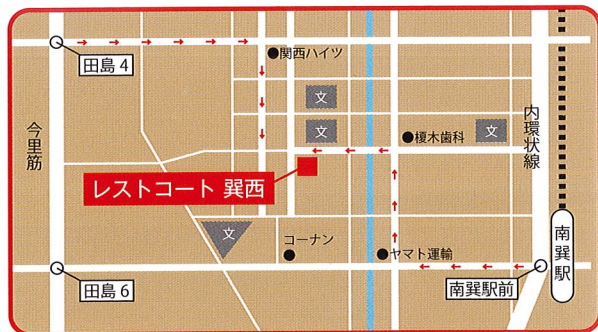 関西ハイツ
田島 4
文
文
榎木歯科
文
今里筋
内環状線
レストコート 巽西
文
コーナン
ヤマト運輸
南巽駅
田島 6
南巽駅前